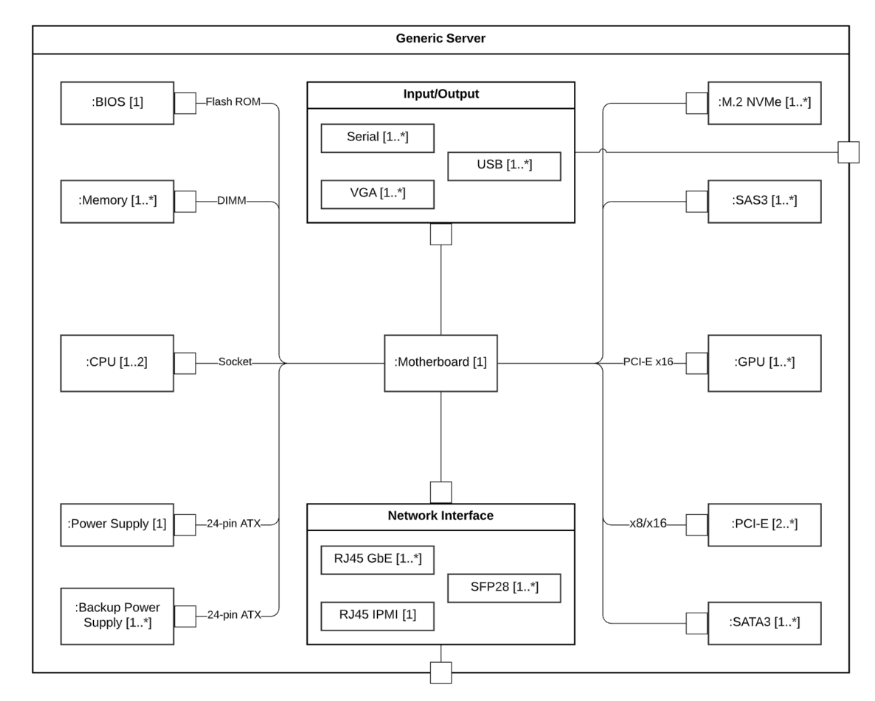 Generic Server
:BIOS [1]
Flash ROM
:Memory [1..*]
DIMM
:CPU [1..2]
Socket
:Power Supply [1]
24-pin ATX
:Backup Power
Supply [1..*]
24-pin ATX
Input/Output
Serial [1..*]
USB [1..*]
VGA [1..*]
:Motherboard [1]
Network Interface
RJ45 GbE [1..*]
SFP28 [1..*]
RJ45 IPMI [1]
:M.2 NVMe [1..*]
:SAS3 [1..*]
PCI-E x16
:GPU [1..*]
x8/x16
:PCI-E [2..*]
:SATA3 [1..*]